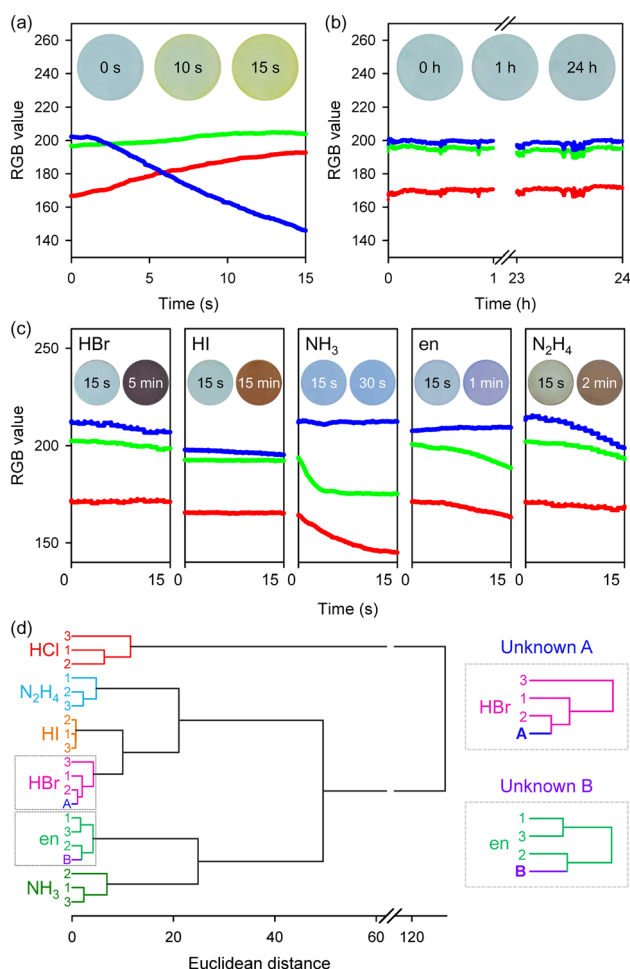 (a)
260
240
220
200
180
160
140
RGB value
0 s
10 s
15 s
0
5
10
15
Time (s)
(b)
260
240
220
200
180
160
140
RGB value
0 h
1 h
24 h
0
1
23
24
Time (h)
(c)
250
200
150
RGB value
HBr
15 s
5 min
0
15
HI
15 s
15 min
0
15
NH₃
15 s
30 s
0
15
en
15 s
1 min
0
15
N₂H₄
15 s
2 min
0
15
Time (s)
(d)
HCl
3
1
2
N₂H₄
1
2
3
HI
2
1
3
HBr
3
1
2
A
en
1
3
2
B
NH₃
2
1
3
0
20
40
60
120
Euclidean distance
Unknown A
HBr
3
1
2
A
Unknown B
en
1
3
2
B